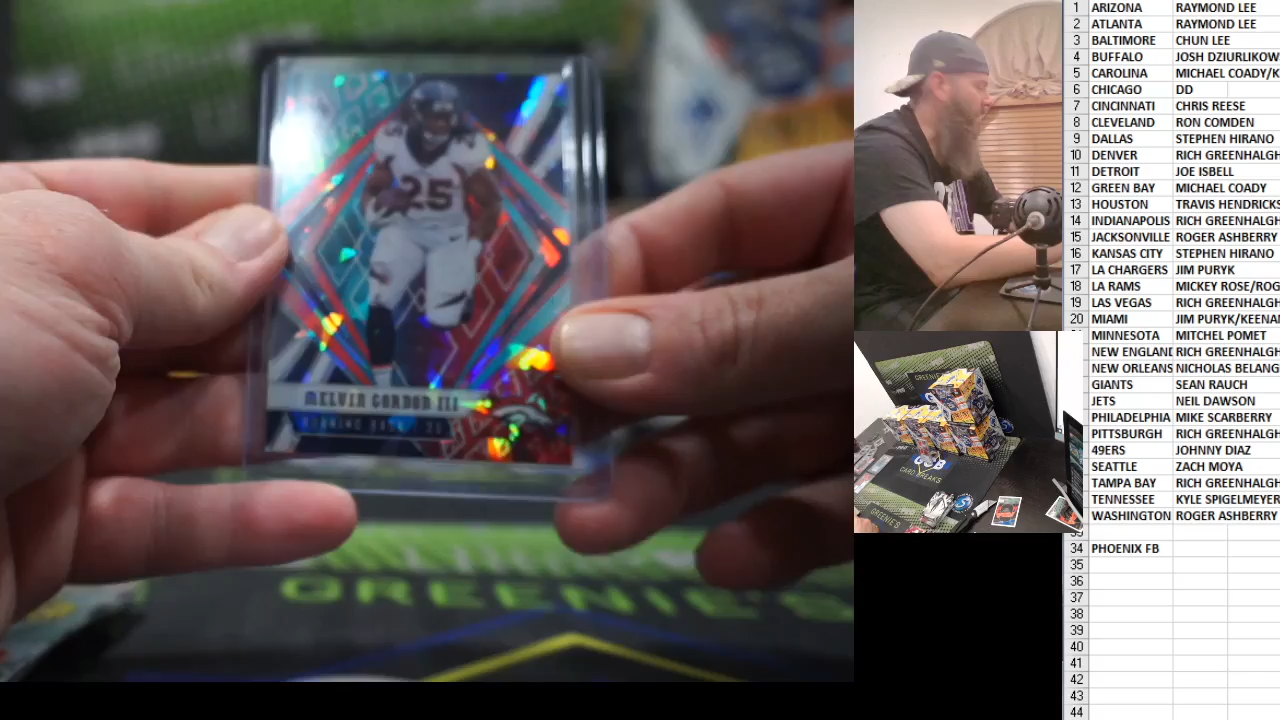 25
MELVIN GORDON III
RUNNING BACK
GREENIE'S
CARD BREAKS
GREENIE'S
1 ARIZONA RAYMOND LEE
2 ATLANTA RAYMOND LEE
3 BALTIMORE CHUN LEE
4 BUFFALO JOSH DZIURLIKOW
5 CAROLINA MICHAEL COADY/K
6 CHICAGO DD
7 CINCINNATI CHRIS REESE
8 CLEVELAND RON COMDEN
9 DALLAS STEPHEN HIRANO
10 DENVER RICH GREENHALGH
11 DETROIT JOE ISBELL
12 GREEN BAY MICHAEL COADY
13 HOUSTON TRAVIS HENDRICKS
14 INDIANAPOLIS RICH GREENHALGH
15 JACKSONVILLE ROGER ASHBERRY
16 KANSAS CITY STEPHEN HIRANO
17 LA CHARGERS JIM PURYK
18 LA RAMS MICKEY ROSE/ROG
19 LAS VEGAS RICH GREENHALGH
20 MIAMI JIM PURYK/KEENAN
MINNESOTA MITCHEL POMET
NEW ENGLAND RICH GREENHALGH
NEW ORLEANS NICHOLAS BELANG
GIANTS SEAN RAUCH
JETS NEIL DAWSON
PHILADELPHIA MIKE SCARBERRY
PITTSBURGH RICH GREENHALGH
49ERS JOHNNY DIAZ
SEATTLE ZACH MOYA
TAMPA BAY RICH GREENHALGH
TENNESSEE KYLE SPIGELMEYER
WASHINGTON ROGER ASHBERRY
34 PHOENIX FB
35
36
37
38
39
40
41
42
43
44